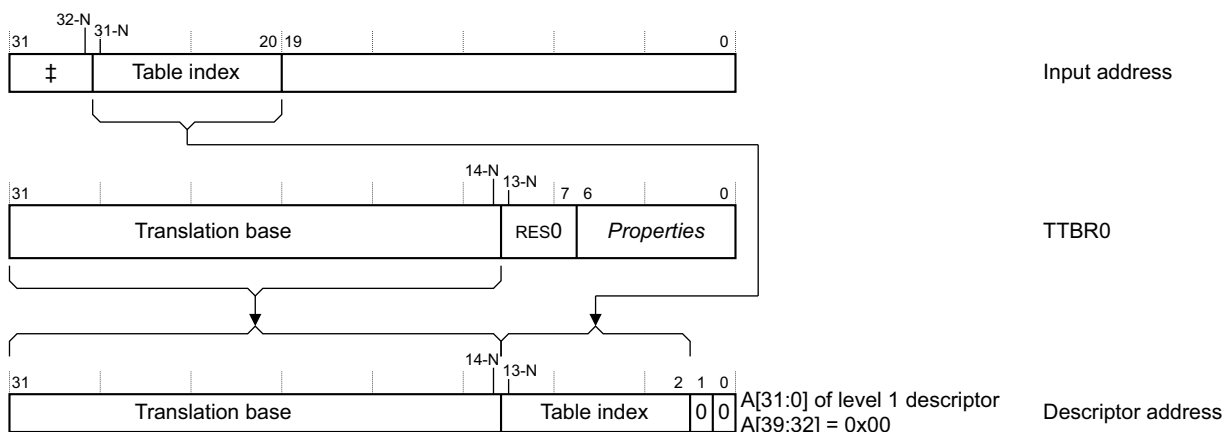 32-N
31-N
31 20 19 0
‡ Table index Input address
14-N
13-N
31 7 6 0
Translation base RES0 Properties TTBR0
14-N
13-N
31 2 1 0
Translation base Table index 0 0 A[31:0] of level 1 descriptor
A[39:32] = 0x00
Descriptor address